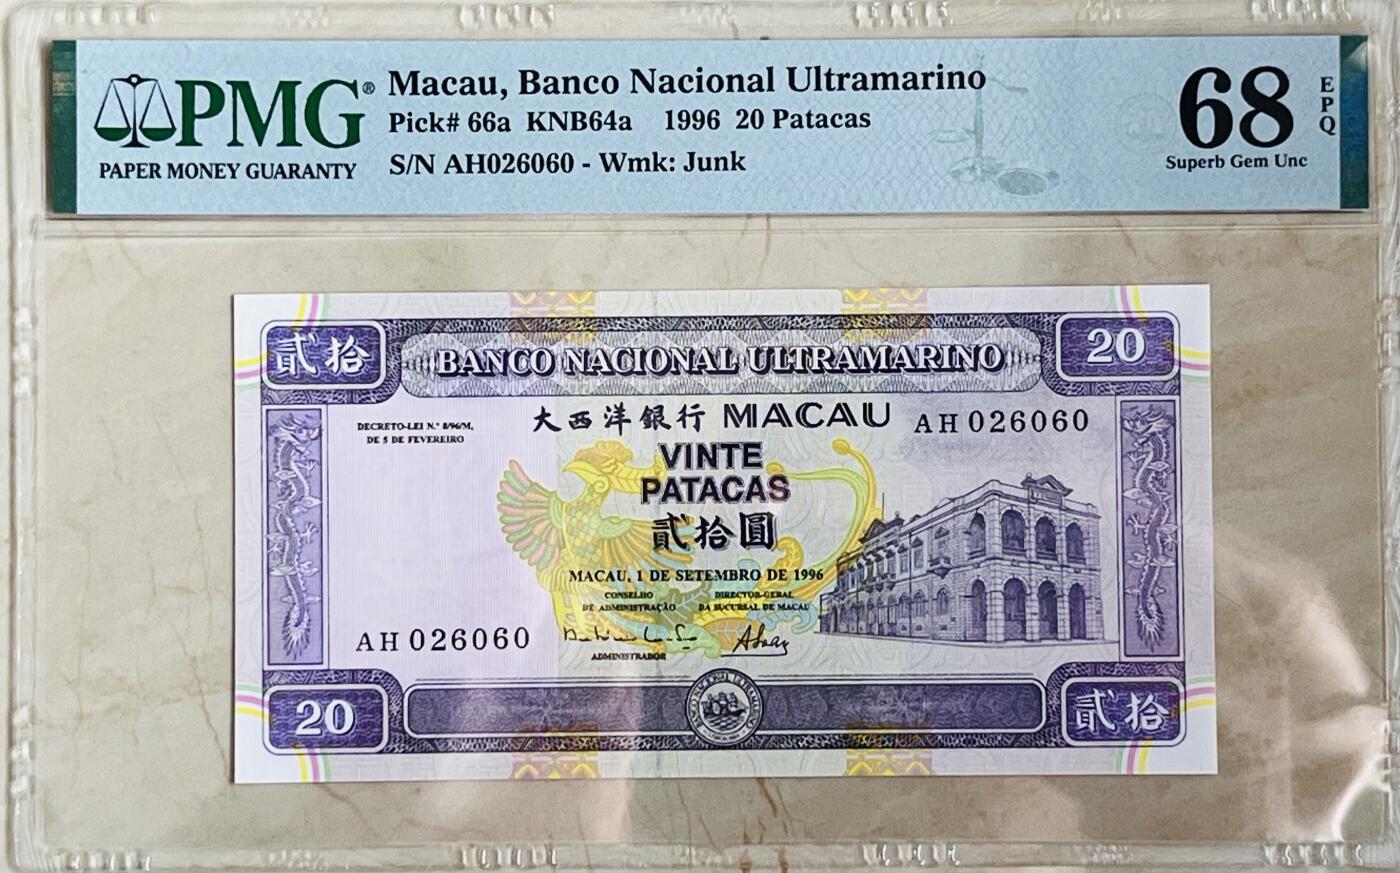 PMG®
PAPER MONEY GUARANTY
Macau, Banco Nacional Ultramarino
Pick# 66a KNB64a 1996 20 Patacas
S/N AH026060 - Wmk: Junk
68
EPQ
Superb Gem Unc
貳拾
BANCO NACIONAL ULTRAMARINO
20
DECRETO-LEI N.º 8/96/M,
DE 5 DE FEVEREIRO
大西洋銀行 MACAU
AH 026060
VINTE
PATACAS
貳拾圓
MACAU, 1 DE SETEMBRO DE 1996
CONSELHO
DE ADMINISTRAÇÃO
DIRECTOR-GERAL
DA SUCURSAL DE MACAU
AH 026060
ADMINISTRADOR
20
BANCO NACIONAL ULTRAMARINO
貳拾